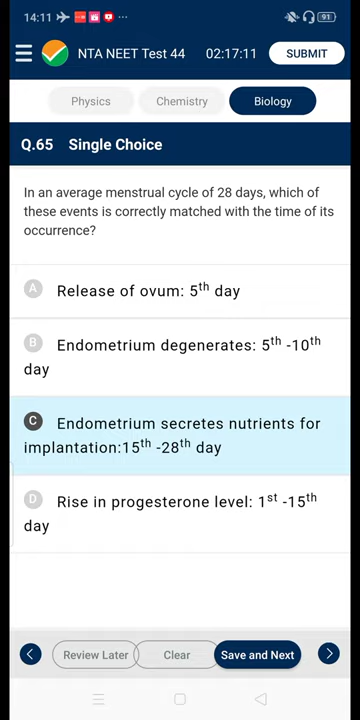 14:11 ... 91
NTA NEET Test 44 02:17:11 SUBMIT
Physics Chemistry Biology
Q.65 Single Choice
In an average menstrual cycle of 28 days, which of
these events is correctly matched with the time of its
occurrence?
A Release of ovum: 5th day
B Endometrium degenerates: 5th -10th
day
C Endometrium secretes nutrients for
implantation:15th -28th day
D Rise in progesterone level: 1st -15th
day
Review Later Clear Save and Next